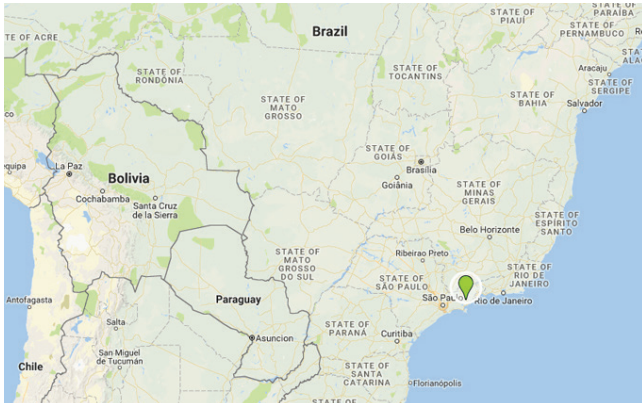 STATE OF
PIAUÍ
STATE OF
PARAÍBA
STATE OF
PERNAMBUCO
TE OF ACRE
Brazil
STATE OF
RONDÔNIA
STATE OF
TOCANTINS
Aracaju
STATE OF
SERGIPE
STATE OF
MATO
GROSSO
STATE OF
BAHIA
Salvador
STATE OF
GOIÁS
Brasília
Goiânia
La Paz
Bolivia
Cochabamba
Santa Cruz
de la Sierra
STATE OF
MINAS
GERAIS
STATE OF
ESPÍRITO
SANTO
Belo Horizonte
STATE OF
MATO
GROSSO
DO SUL
Ribeirao Preto
STATE OF
RIO DE
JANEIRO
STATE OF
SÃO PAULO
São Paulo
Rio de Janeiro
Antofagasta
Paraguay
Salta
Asuncion
STATE OF
PARANÁ
Curitiba
San Miguel
de Tucumán
Chile
STATE OF
SANTA
CATARINA
Florianópolis